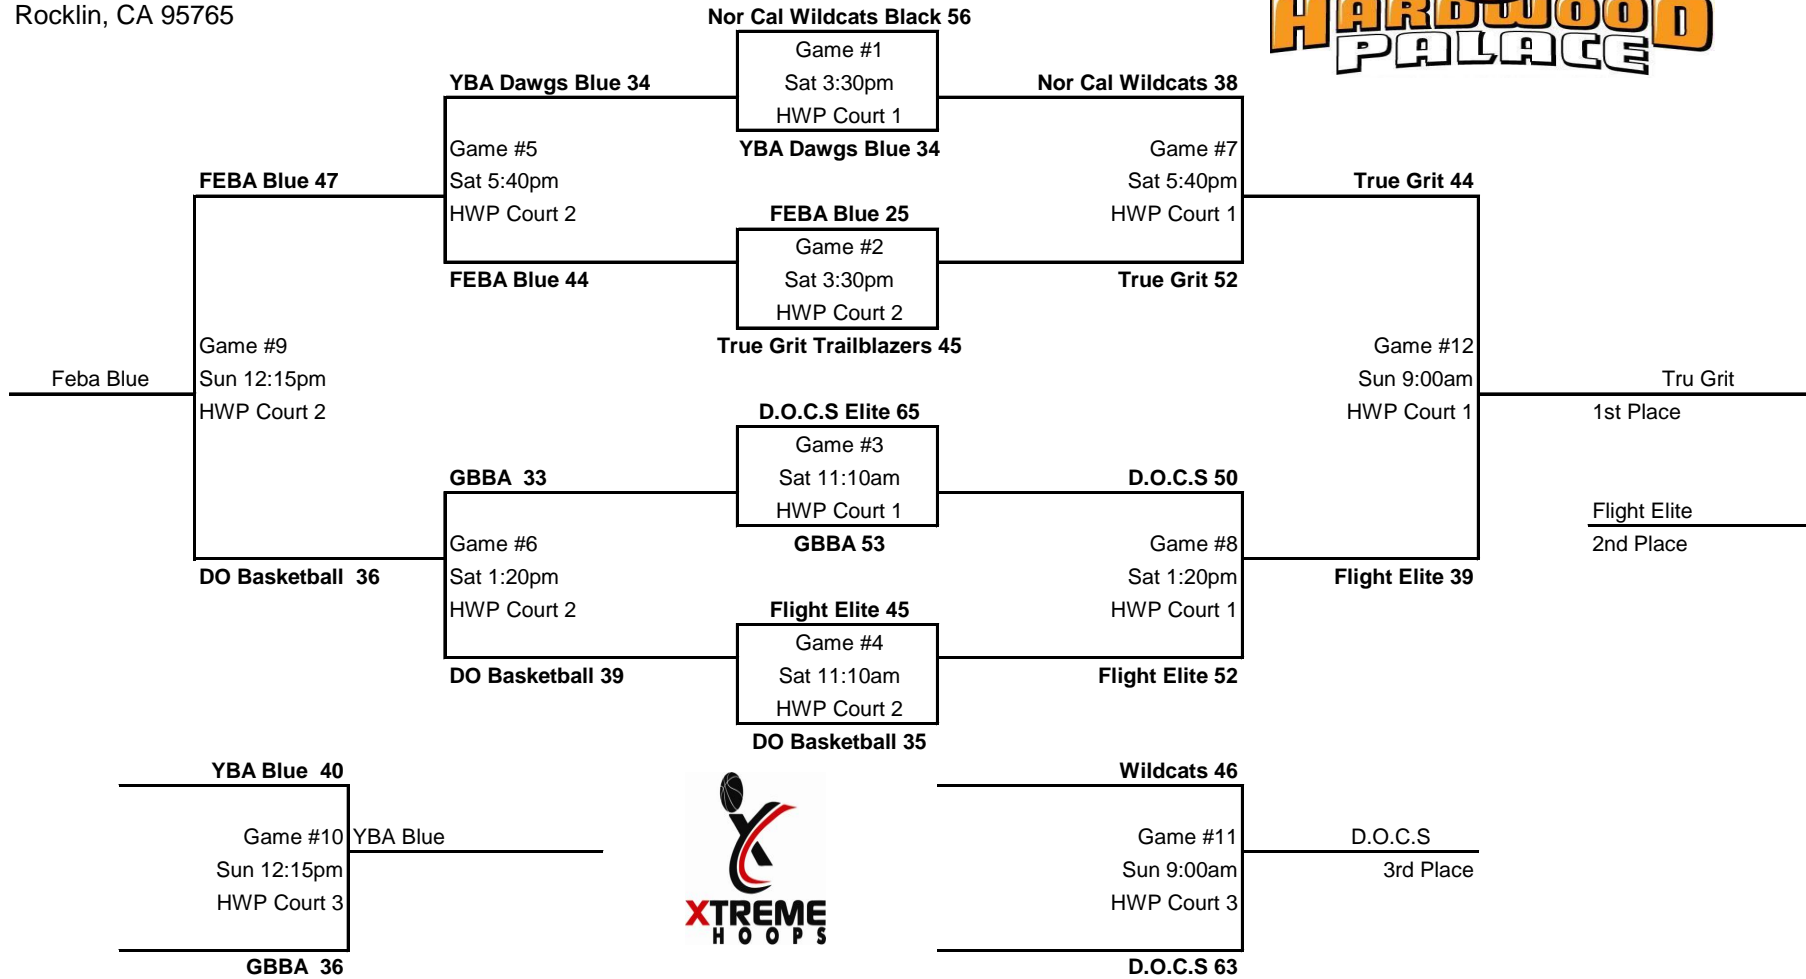 Rocklin, CA 95765
HARDWOOD
PALACE
Nor Cal Wildcats Black 56
Game #1
Sat 3:30pm
HWP Court 1
YBA Dawgs Blue 34
YBA Dawgs Blue 34
Game #5
Sat 5:40pm
HWP Court 2
FEBA Blue 44
Nor Cal Wildcats 38
Game #7
Sat 5:40pm
HWP Court 1
True Grit 52
FEBA Blue 47
True Grit 44
FEBA Blue 25
Game #2
Sat 3:30pm
HWP Court 2
True Grit Trailblazers 45
Game #9
Sun 12:15pm
HWP Court 2
Feba Blue
Game #12
Sun 9:00am
HWP Court 1
Tru Grit
1st Place
D.O.C.S Elite 65
Game #3
Sat 11:10am
HWP Court 1
GBBA 53
GBBA  33
Game #6
Sat 1:20pm
HWP Court 2
DO Basketball 39
D.O.C.S 50
Game #8
Sat 1:20pm
HWP Court 1
Flight Elite 52
Flight Elite
2nd Place
DO Basketball  36
Flight Elite 39
Flight Elite 45
Game #4
Sat 11:10am
HWP Court 2
DO Basketball 35
YBA Blue  40
Game #10
Sun 12:15pm
HWP Court 3
GBBA  36
YBA Blue
XTREME
HOOPS
Wildcats 46
Game #11
Sun 9:00am
HWP Court 3
D.O.C.S 63
D.O.C.S
3rd Place